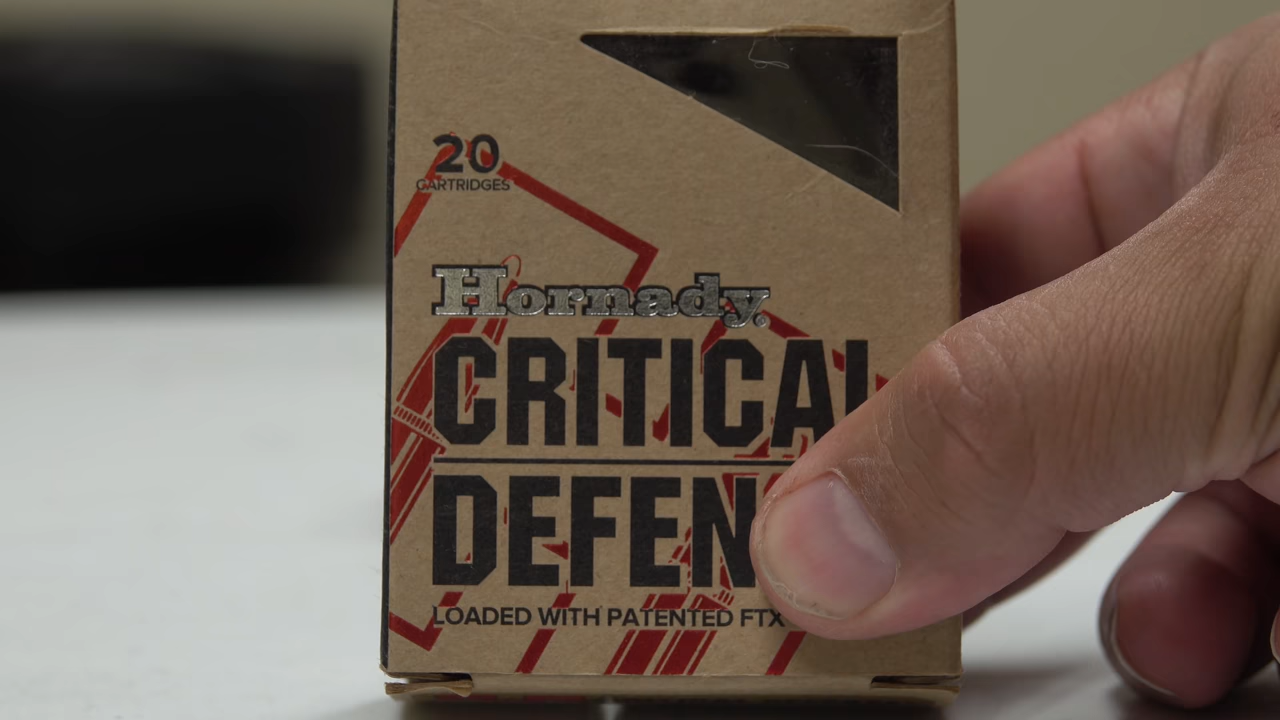 20
CARTRIDGES
Hornady.
CRITICAL
DEFEN
LOADED WITH PATENTED FTX